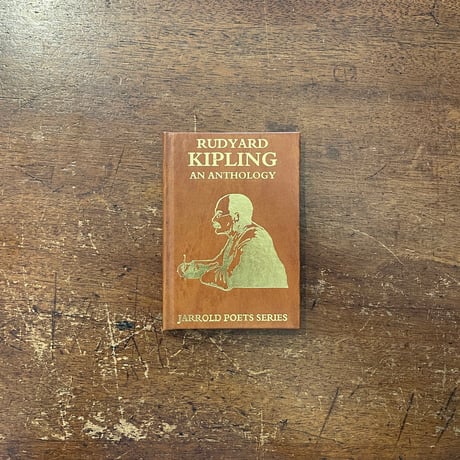 RUDYARD
KIPLING
AN ANTHOLOGY
JARROLD POETS SERIES